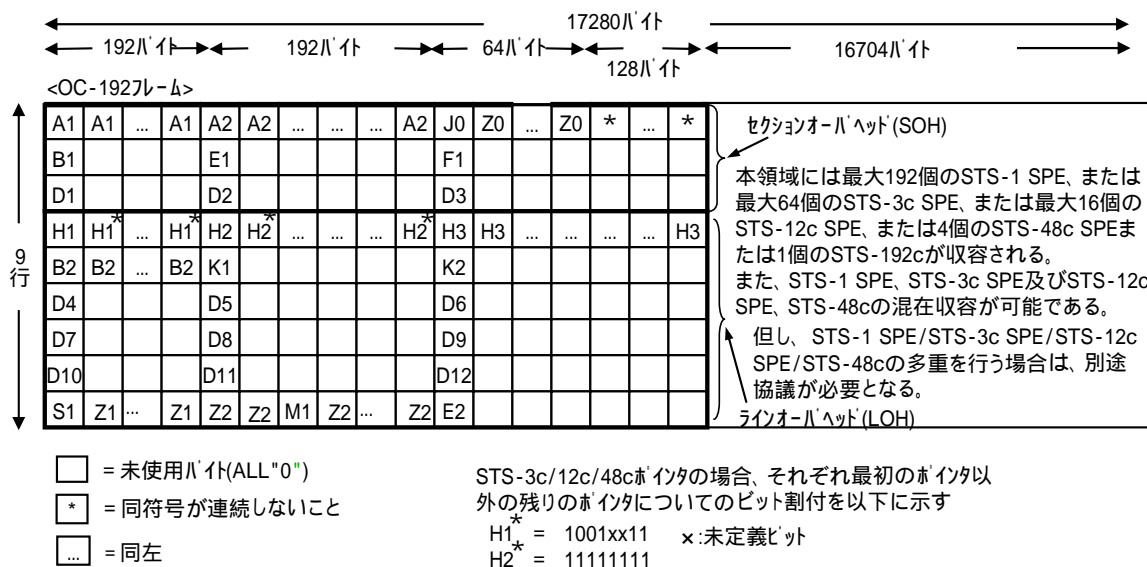 17280バイト
192バイト 192バイト 64バイト 128バイト 16704バイト
<OC-192フレーム>
9行
A1 A1 ... A1 A2 A2 ... ... ... A2 J0 Z0 ... Z0 * ... *
B1 E1 F1
D1 D2 D3
H1 H1* ... H1* H2 H2* ... ... ... H2* H3 H3 ... ... ... ... H3
B2 B2 ... B2 K1 K2
D4 D5 D6
D7 D8 D9
D10 D11 D12
S1 Z1 ... Z1 Z2 Z2 M1 Z2 ... Z2 E2
セクションオーバヘッド(SOH)
本領域には最大192個のSTS-1 SPE、または
最大64個のSTS-3c SPE、または最大16個の
STS-12c SPE、または4個のSTS-48c SPEま
たは1個のSTS-192cが収容される。
また、STS-1 SPE、STS-3c SPE及びSTS-12c
SPE、STS-48cの混在収容が可能である。
但し、STS-1 SPE/STS-3c SPE/STS-12c
SPE/STS-48cの多重を行う場合は、別途
協議が必要となる。
ラインオーバヘッド(LOH)
= 未使用バイト(ALL"0")
* = 同符号が連続しないこと
... = 同左
STS-3c/12c/48cポインタの場合、それぞれ最初のポインタ以
外の残りのポインタについてのビット割付を以下に示す
H1* = 1001xx11 ×:未定義ビット
H2* = 11111111